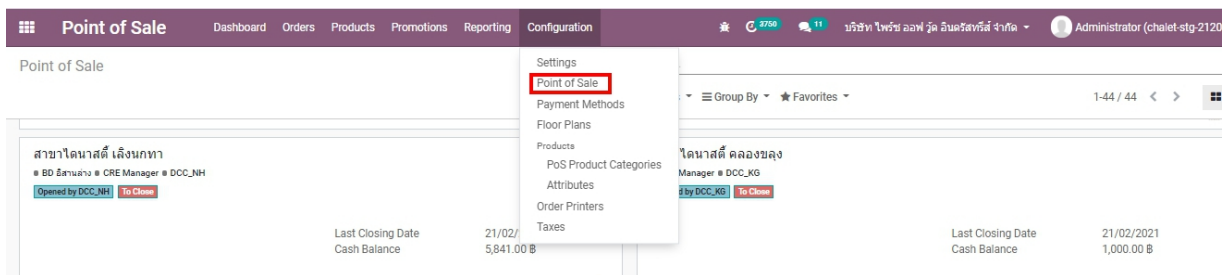 Point of Sale Dashboard Orders Products Promotions Reporting Configuration 3750 11 บริษัท ไพร์ซ ออฟ วู้ด อินดรัสทรีส์ จำกัด Administrator (chalet-stg-2120
Point of Sale
Settings
Point of Sale
Payment Methods
Floor Plans
Products
PoS Product Categories
Attributes
Order Printers
Taxes
Group By Favorites 1-44 / 44
สาขาไดนาสตี้ เลิงนกทา
BD อีสานล่าง CRE Manager DCC_NH
Opened by DCC_NH To Close
Last Closing Date 21/02/
Cash Balance 5,841.00 ฿
ไดนาสตี้ คลองขลุง
Manager DCC_KG
d by DCC_KG To Close
Last Closing Date 21/02/2021
Cash Balance 1,000.00 ฿